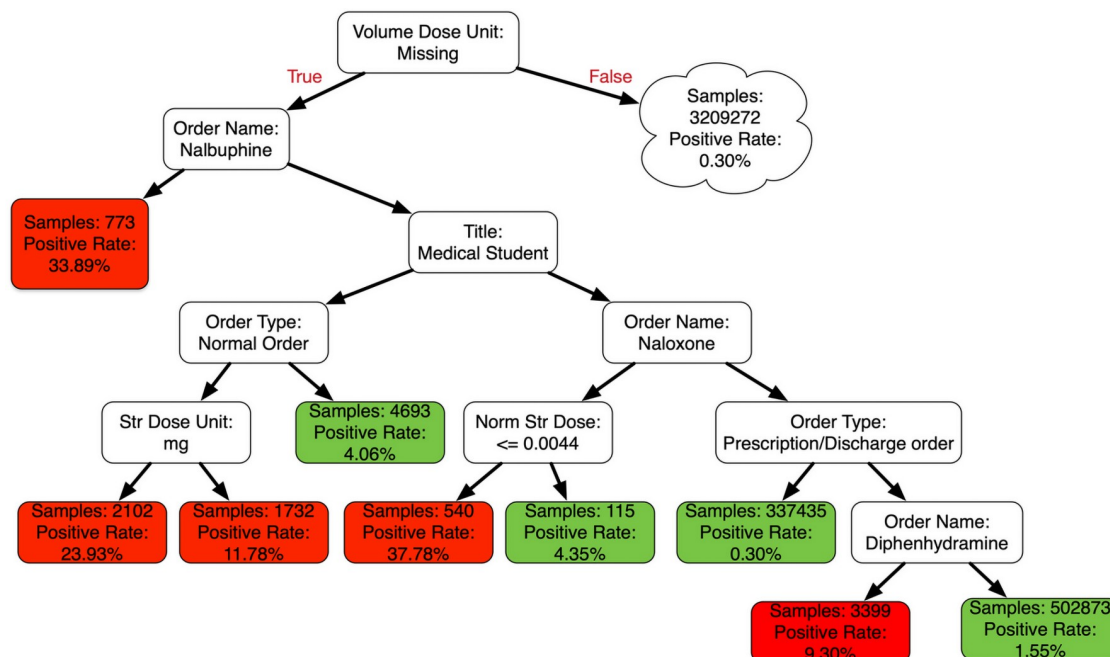 Volume Dose Unit:
Missing
True
False
Samples:
3209272
Positive Rate:
0.30%
Order Name:
Nalbuphine
Samples: 773
Positive Rate:
33.89%
Title:
Medical Student
Order Type:
Normal Order
Order Name:
Naloxone
Str Dose Unit:
mg
Samples: 4693
Positive Rate:
4.06%
Norm Str Dose:
<= 0.0044
Order Type:
Prescription/Discharge order
Samples: 2102
Positive Rate:
23.93%
Samples: 1732
Positive Rate:
11.78%
Samples: 540
Positive Rate:
37.78%
Samples: 115
Positive Rate:
4.35%
Samples: 337435
Positive Rate:
0.30%
Order Name:
Diphenhydramine
Samples: 3399
Positive Rate:
9.30%
Samples: 502873
Positive Rate:
1.55%